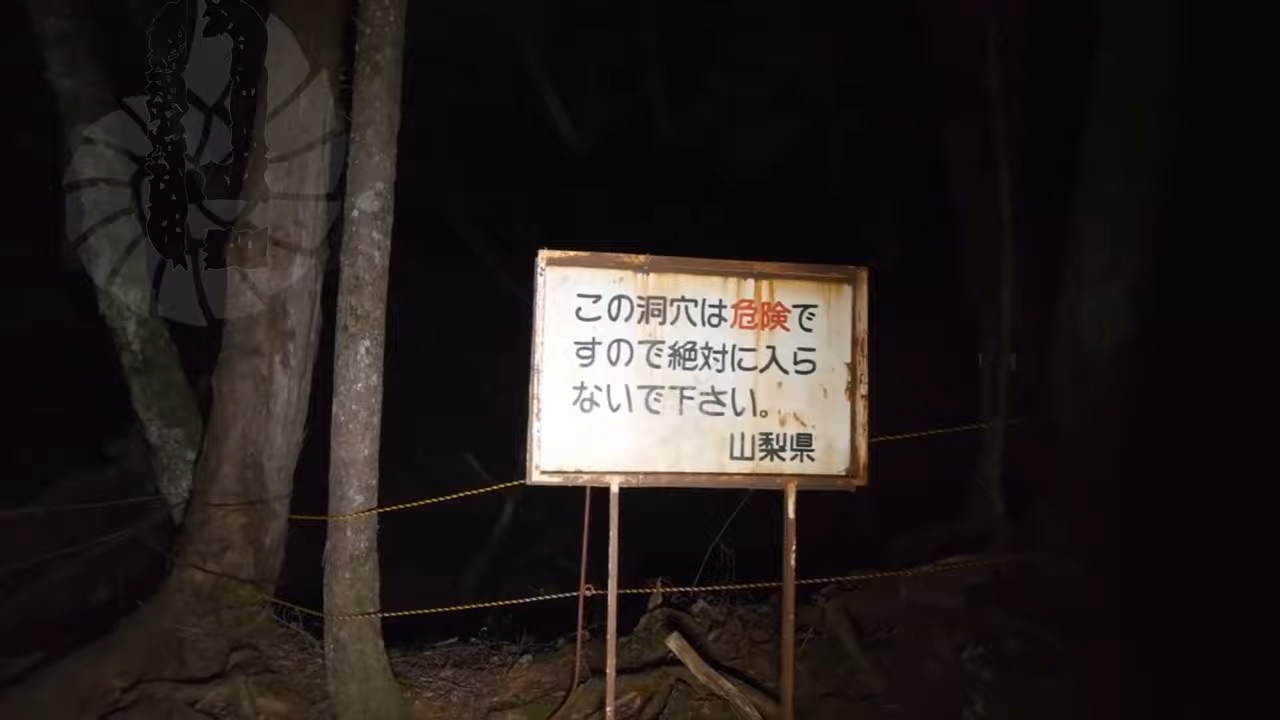 この洞穴は危険で
すので絶対に入ら
ないで下さい。
山梨県